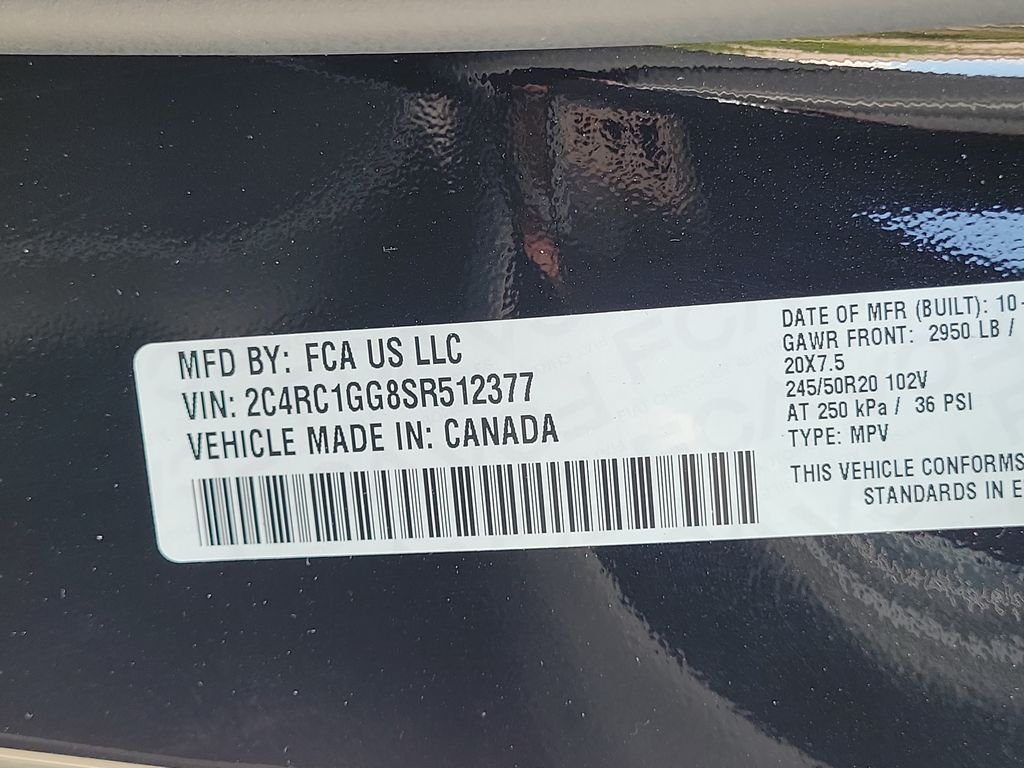 MFD BY: FCA US LLC
VIN: 2C4RC1GG8SR512377
VEHICLE MADE IN: CANADA
DATE OF MFR (BUILT): 10-
GAWR FRONT: 2950 LB /
20X7.5
245/50R20 102V
AT 250 kPa / 36 PSI
TYPE: MPV
THIS VEHICLE CONFORMS
STANDARDS IN